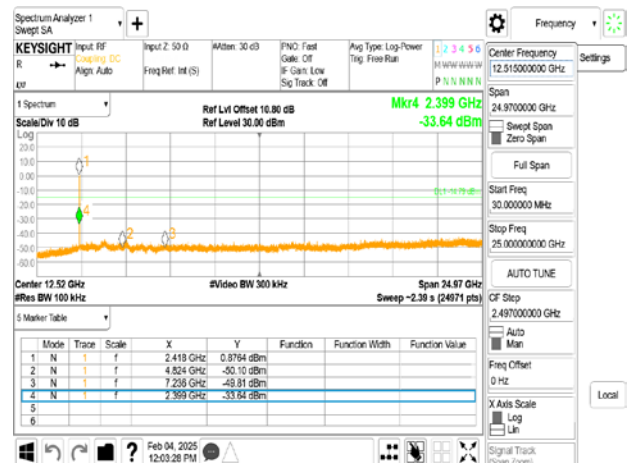 Spectrum Analyzer 1
Swept SA
Frequency
KEYSIGHT
Input: RF
Coupling: DC
Align: Auto
Input Z: 50 Ω
Freq Ref: Int (S)
#Atten: 30 dB
PNO: Fast
Gate: Off
IF Gain: Low
Sig Track: Off
Avg Type: Log-Power
Trig: Free Run
1 2 3 4 5 6
M W W W W W
P N N N N N
R
LXI
1 Spectrum
Scale/Div 10 dB
Ref Lvl Offset 10.80 dB
Ref Level 30.00 dBm
Mkr4 2.399 GHz
-33.64 dBm
Log
20.0
10.0
0.00
-10.0
-20.0
-30.0
-40.0
-50.0
-60.0
1
4
2
3
Center 12.52 GHz
#Res BW 100 kHz
#Video BW 300 kHz
Span 24.97 GHz
Sweep ~2.39 s (24971 pts)
5 Marker Table
Mode Trace Scale X Y Function Function Width Function Value
1 N 1 f 2.418 GHz 0.8764 dBm
2 N 1 f 4.824 GHz -50.10 dBm
3 N 1 f 7.236 GHz -49.81 dBm
4 N 1 f 2.399 GHz -33.64 dBm
5
6
Feb 04, 2025
12:03:28 PM
Center Frequency
12.515000000 GHz
Settings
Span
24.9700000 GHz
Swept Span
Zero Span
Full Span
Start Freq
30.000000 MHz
Stop Freq
25.000000000 GHz
AUTO TUNE
CF Step
2.497000000 GHz
Auto
Man
Freq Offset
0 Hz
X Axis Scale
Log
Lin
Local
Signal Track
(Span Zoom)